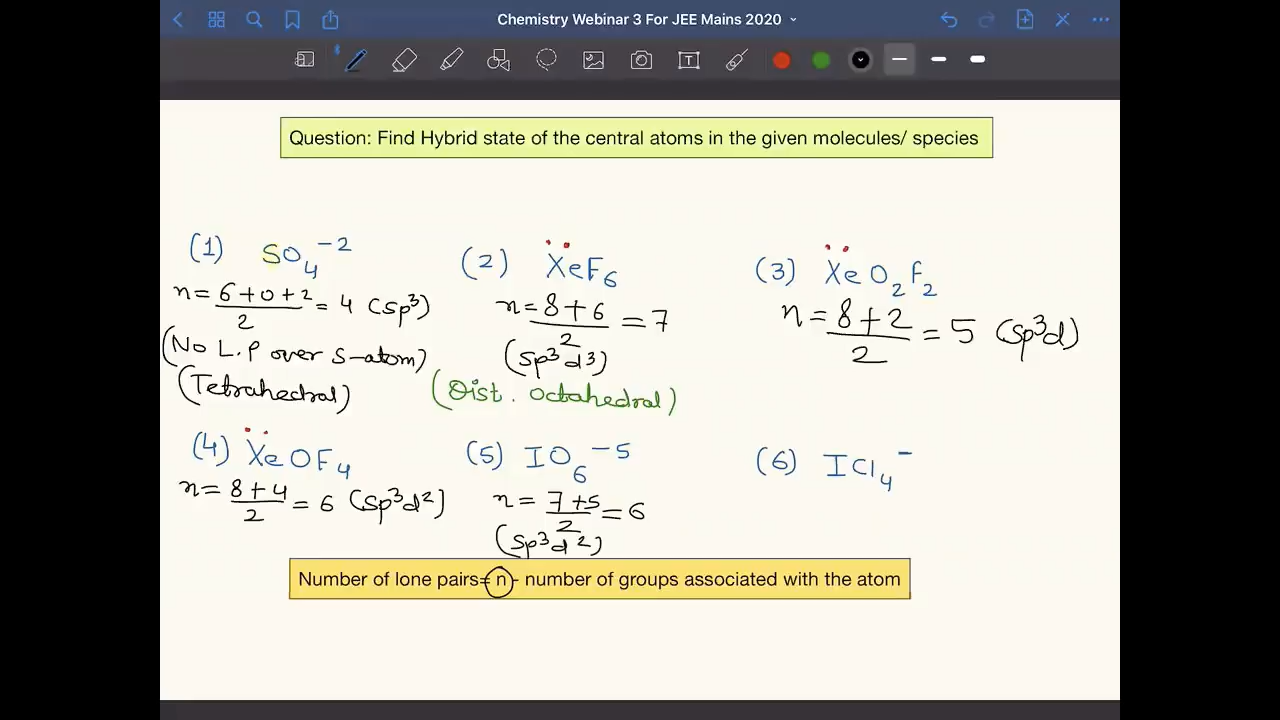 Chemistry Webinar 3 For JEE Mains 2020
T
Question: Find Hybrid state of the central atoms in the given molecules/ species
(1) SO₄⁻²
n = 6+0+2/2 = 4 (sp³)
(No L.P over S-atom)
(Tetrahedral)
(2) XeF₆
n = 8+6/2 = 7
(sp³d³)
(Dist. octahedral)
(3) XeO₂F₂
n = 8+2/2 = 5 (sp³d)
(4) XeOF₄
n = 8+4/2 = 6 (sp³d²)
(5) IO₆⁻⁵
n = 7+5/2 = 6
(sp³d²)
(6) ICl₄⁻
Number of lone pairs= n - number of groups associated with the atom